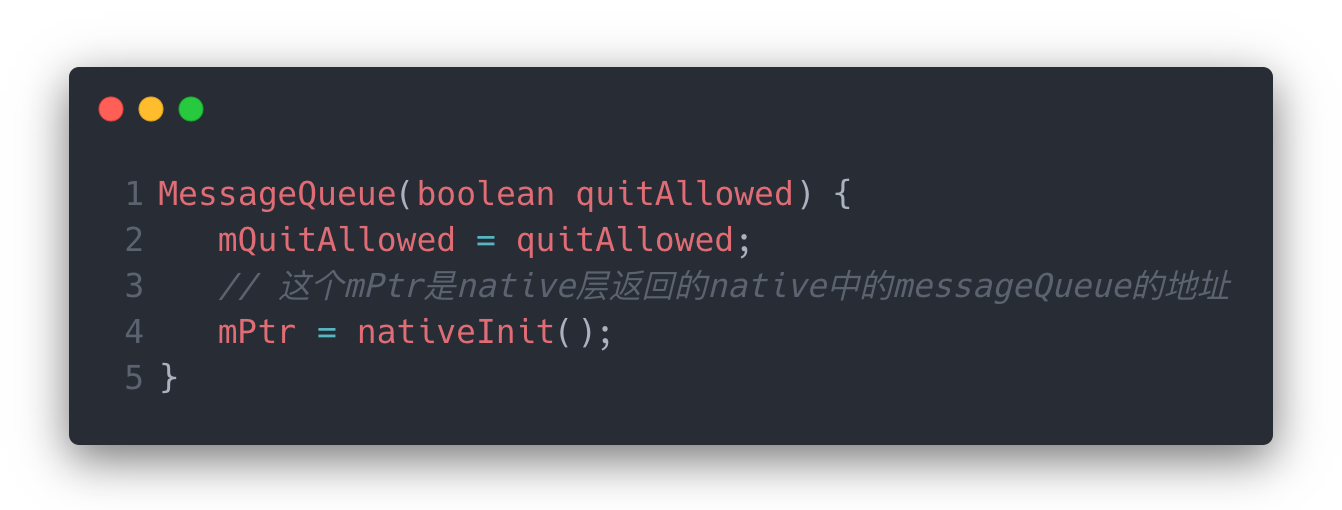 1 MessageQueue(boolean quitAllowed) {
2    mQuitAllowed = quitAllowed;
3    // 这个mPtr是native层返回的native中的messageQueue的地址
4    mPtr = nativeInit();
5 }